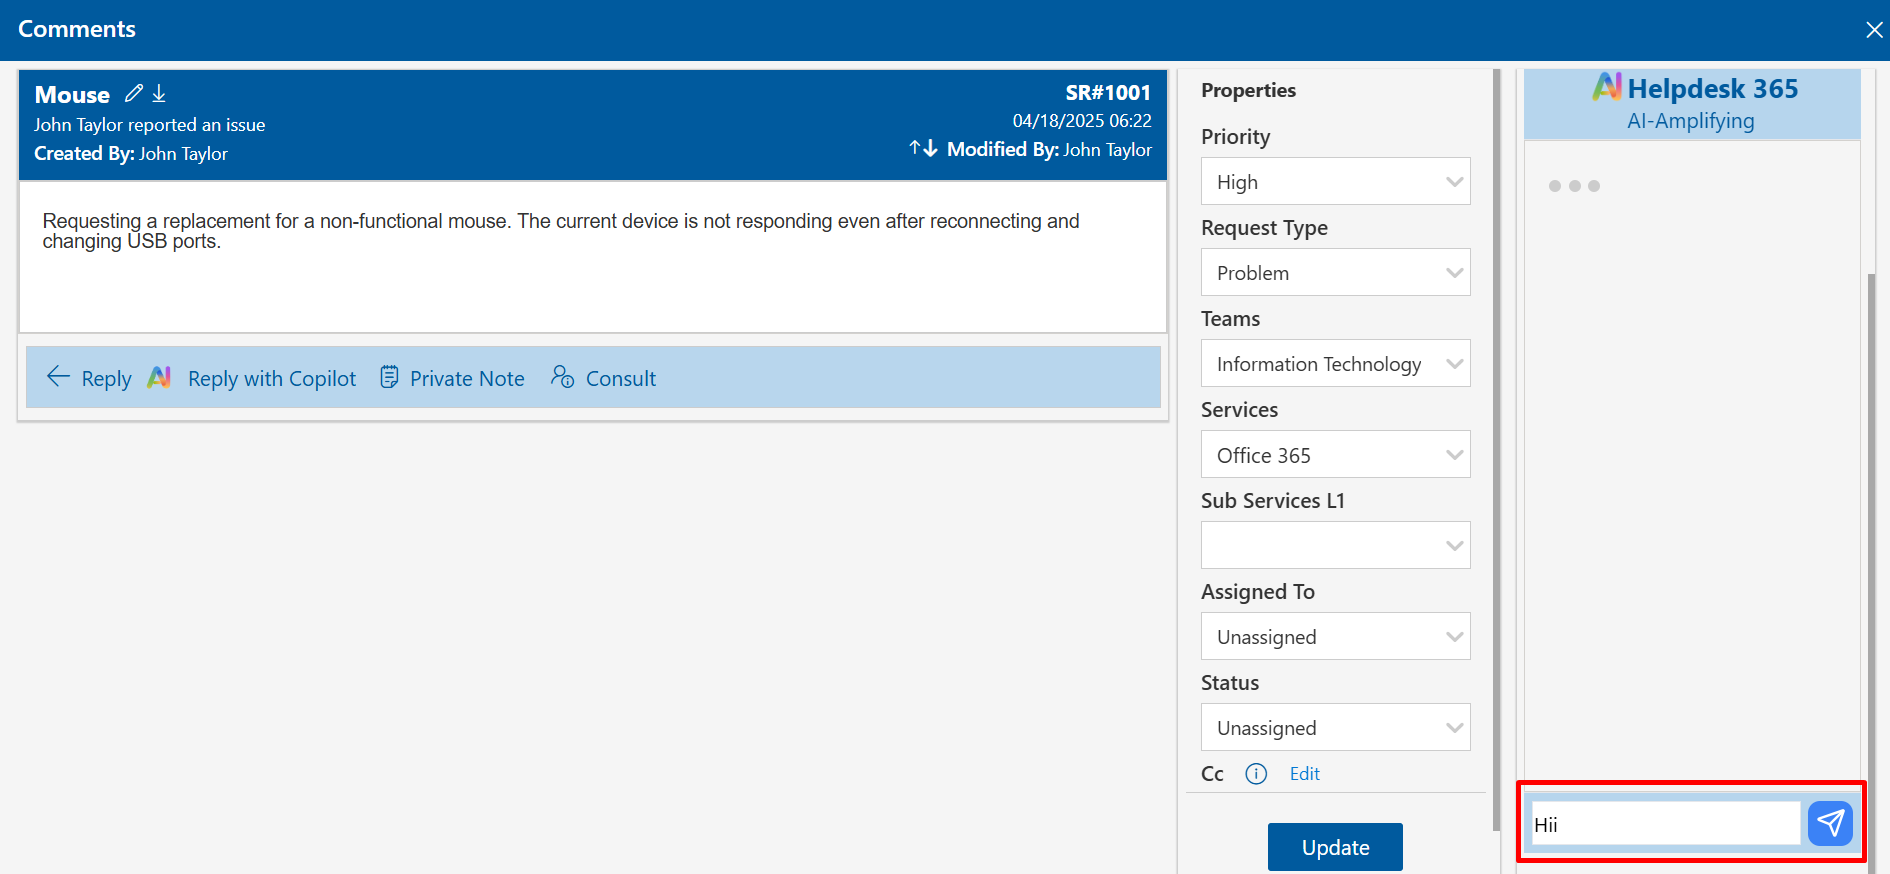 Comments
Mouse
John Taylor reported an issue
Created By: John Taylor
SR#1001
04/18/2025 06:22
Modified By: John Taylor
Requesting a replacement for a non-functional mouse. The current device is not responding even after reconnecting and
changing USB ports.
Reply
Reply with Copilot
Private Note
Consult
Properties
Priority
High
Request Type
Problem
Teams
Information Technology
Services
Office 365
Sub Services L1
Assigned To
Unassigned
Status
Unassigned
Cc
Edit
Update
AI Helpdesk 365
AI-Amplifying
Hii